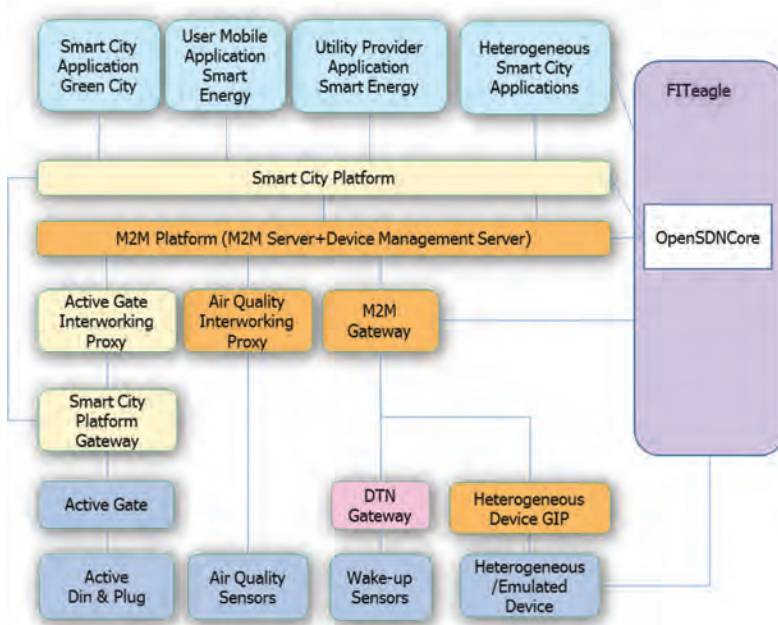 Smart City
Application
Green City
User Mobile
Application
Smart
Energy
Utility Provider
Application
Smart Energy
Heterogeneous
Smart City
Applications
FITeagle
Smart City Platform
OpenSDNCore
M2M Platform (M2M Server+Device Management Server)
Active Gate
Interworking
Proxy
Air Quality
Interworking
Proxy
M2M
Gateway
Smart City
Platform
Gateway
Active Gate
DTN
Gateway
Heterogeneous
Device GIP
Active
Din & Plug
Air Quality
Sensors
Wake-up
Sensors
Heterogeneous
/Emulated
Device